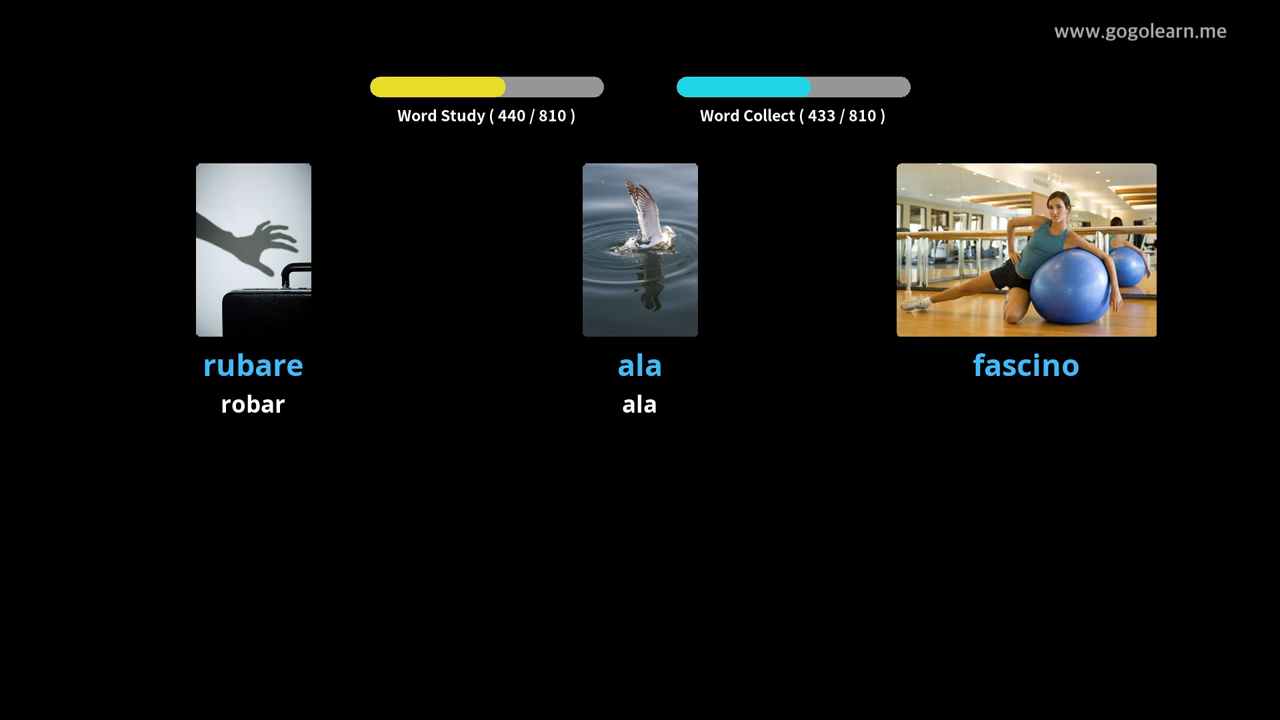 www.gogolearn.me
Word Study ( 440 / 810 )
Word Collect ( 433 / 810 )
rubare
robar
ala
ala
fascino